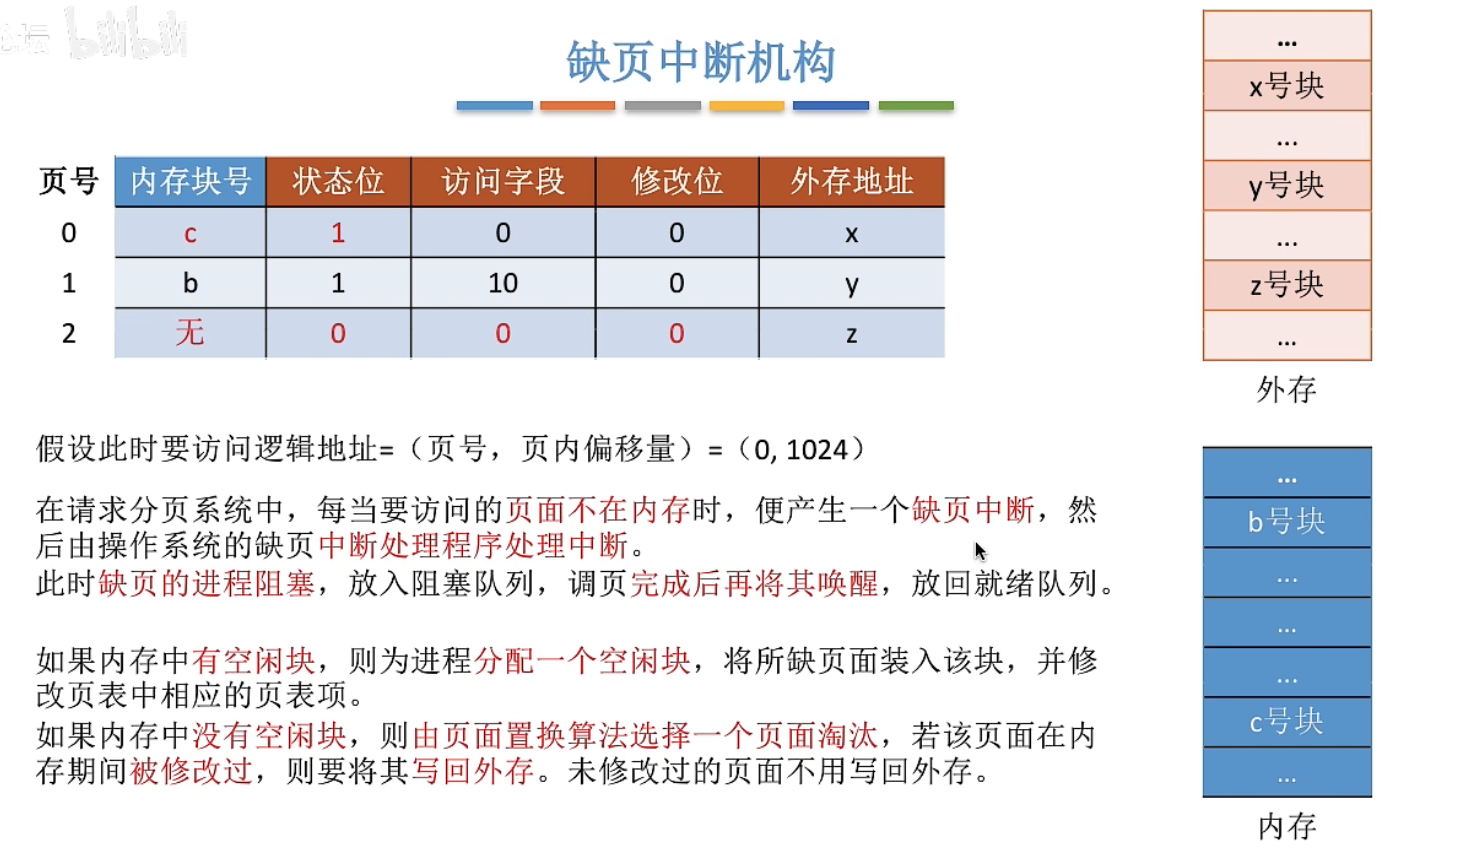 bilibili
缺页中断机构
页号 内存块号 状态位 访问字段 修改位 外存地址
0 c 1 0 0 x
1 b 1 10 0 y
2 无 0 0 0 z
假设此时要访问逻辑地址=（页号，页内偏移量）=（0, 1024）
在请求分页系统中，每当要访问的页面不在内存时，便产生一个缺页中断，然
后由操作系统的缺页中断处理程序处理中断。
此时缺页的进程阻塞，放入阻塞队列，调页完成后再将其唤醒，放回就绪队列。
如果内存中有空闲块，则为进程分配一个空闲块，将所缺页面装入该块，并修
改页表中相应的页表项。
如果内存中没有空闲块，则由页面置换算法选择一个页面淘汰，若该页面在内
存期间被修改过，则要将其写回外存。未修改过的页面不用写回外存。
...
x号块
...
y号块
...
z号块
...
外存
...
b号块
...
...
...
c号块
...
内存